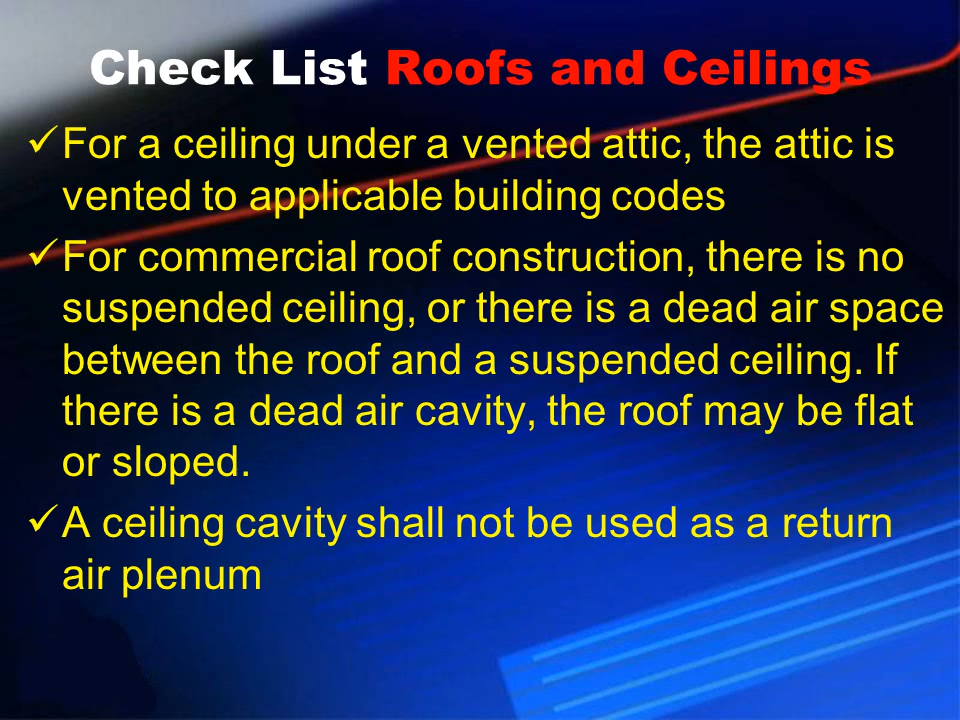 Check List Roofs and Ceilings
✓ For a ceiling under a vented attic, the attic is
vented to applicable building codes
✓ For commercial roof construction, there is no
suspended ceiling, or there is a dead air space
between the roof and a suspended ceiling. If
there is a dead air cavity, the roof may be flat
or sloped.
✓ A ceiling cavity shall not be used as a return
air plenum